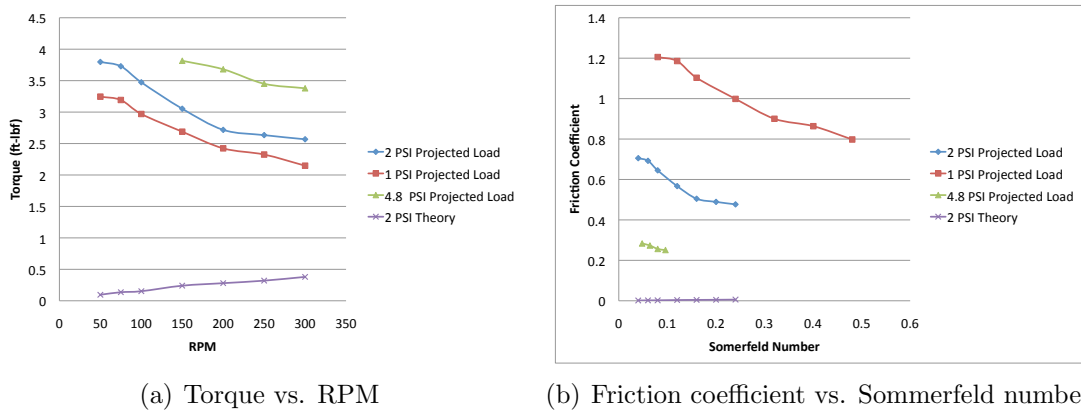 4.5
4
3.5
3
2.5
2
1.5
1
0.5
0
0 50 100 150 200 250 300 350
Torque (ft-lbf)
RPM
2 PSI Projected Load
1 PSI Projected Load
4.8 PSI Projected Load
2 PSI Theory
(a) Torque vs. RPM
1.4
1.2
1
0.8
0.6
0.4
0.2
0
0 0.1 0.2 0.3 0.4 0.5 0.6
Friction Coefficient
Somerfeld Number
2 PSI Projected Load
1 PSI Projected Load
4.8 PSI Projected Load
2 PSI Theory
(b) Friction coefficient vs. Sommerfeld numbe